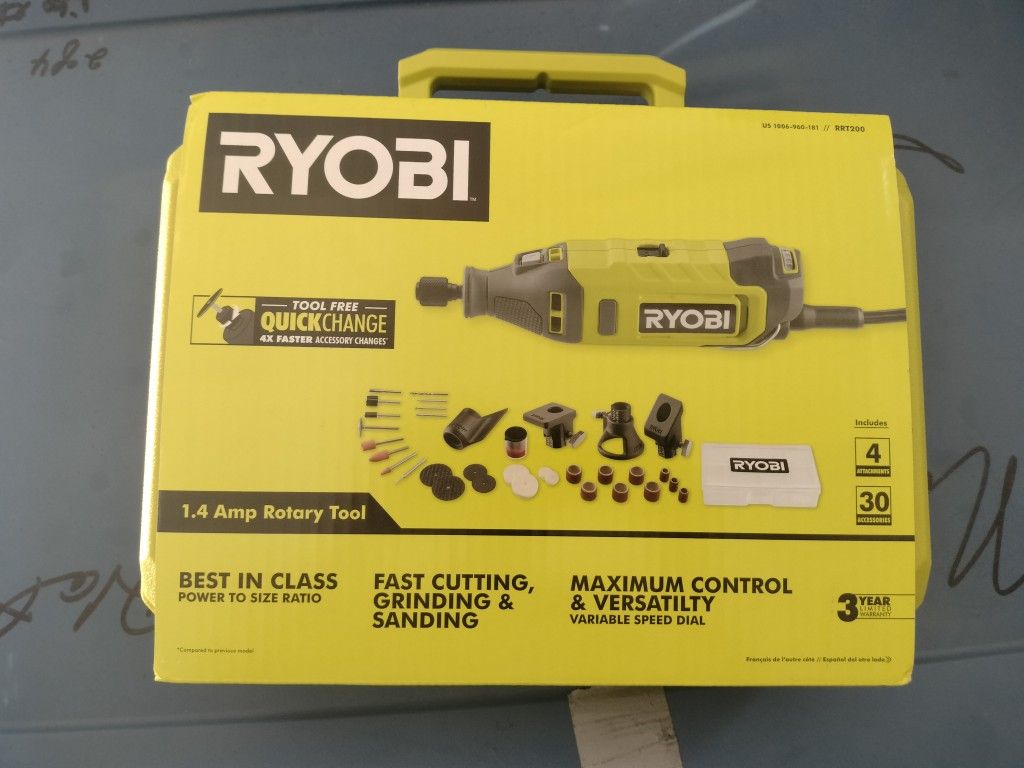 RYOBI™
US 1006-960-181 // RRT200
TOOL FREE
QUICKCHANGE
4X FASTER ACCESSORY CHANGES*
RYOBI
RYOBI
Includes
4
ATTACHMENTS
30
ACCESSORIES
1.4 Amp Rotary Tool
BEST IN CLASS
POWER TO SIZE RATIO
FAST CUTTING,
GRINDING &
SANDING
MAXIMUM CONTROL
& VERSATILTY
VARIABLE SPEED DIAL
3 YEAR
LIMITED
WARRANTY
*Compared to previous model
Français de l'autre côté // Español del otro lado